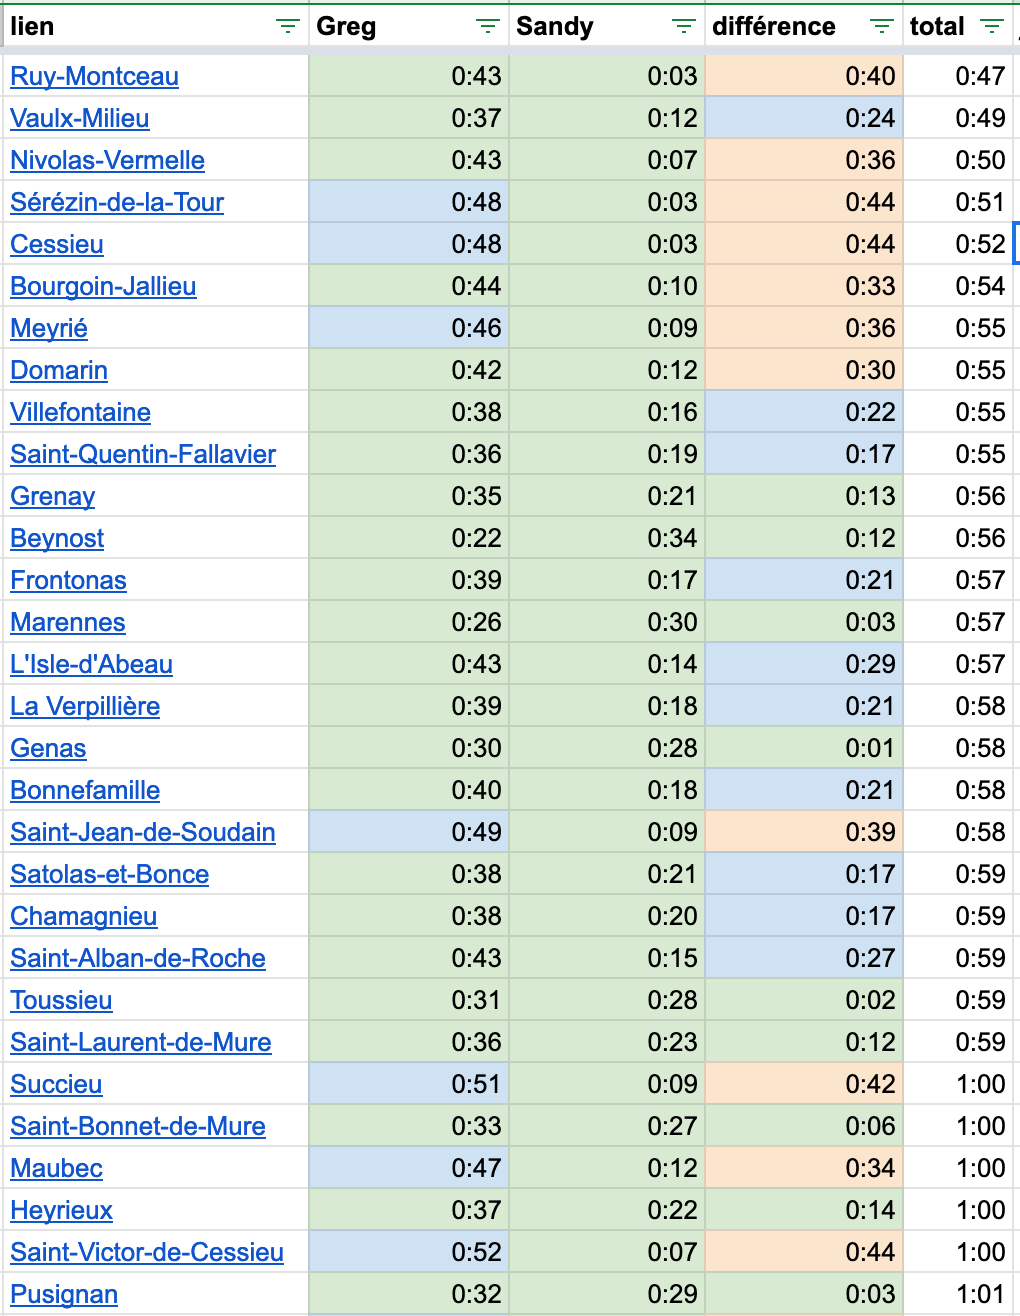 lien Greg Sandy différence total
Ruy-Montceau 0:43 0:03 0:40 0:47
Vaulx-Milieu 0:37 0:12 0:24 0:49
Nivolas-Vermelle 0:43 0:07 0:36 0:50
Sérézin-de-la-Tour 0:48 0:03 0:44 0:51
Cessieu 0:48 0:03 0:44 0:52
Bourgoin-Jallieu 0:44 0:10 0:33 0:54
Meyrié 0:46 0:09 0:36 0:55
Domarin 0:42 0:12 0:30 0:55
Villefontaine 0:38 0:16 0:22 0:55
Saint-Quentin-Fallavier 0:36 0:19 0:17 0:55
Grenay 0:35 0:21 0:13 0:56
Beynost 0:22 0:34 0:12 0:56
Frontonas 0:39 0:17 0:21 0:57
Marennes 0:26 0:30 0:03 0:57
L'Isle-d'Abeau 0:43 0:14 0:29 0:57
La Verpillière 0:39 0:18 0:21 0:58
Genas 0:30 0:28 0:01 0:58
Bonnefamille 0:40 0:18 0:21 0:58
Saint-Jean-de-Soudain 0:49 0:09 0:39 0:58
Satolas-et-Bonce 0:38 0:21 0:17 0:59
Chamagnieu 0:38 0:20 0:17 0:59
Saint-Alban-de-Roche 0:43 0:15 0:27 0:59
Toussieu 0:31 0:28 0:02 0:59
Saint-Laurent-de-Mure 0:36 0:23 0:12 0:59
Succieu 0:51 0:09 0:42 1:00
Saint-Bonnet-de-Mure 0:33 0:27 0:06 1:00
Maubec 0:47 0:12 0:34 1:00
Heyrieux 0:37 0:22 0:14 1:00
Saint-Victor-de-Cessieu 0:52 0:07 0:44 1:00
Pusignan 0:32 0:29 0:03 1:01